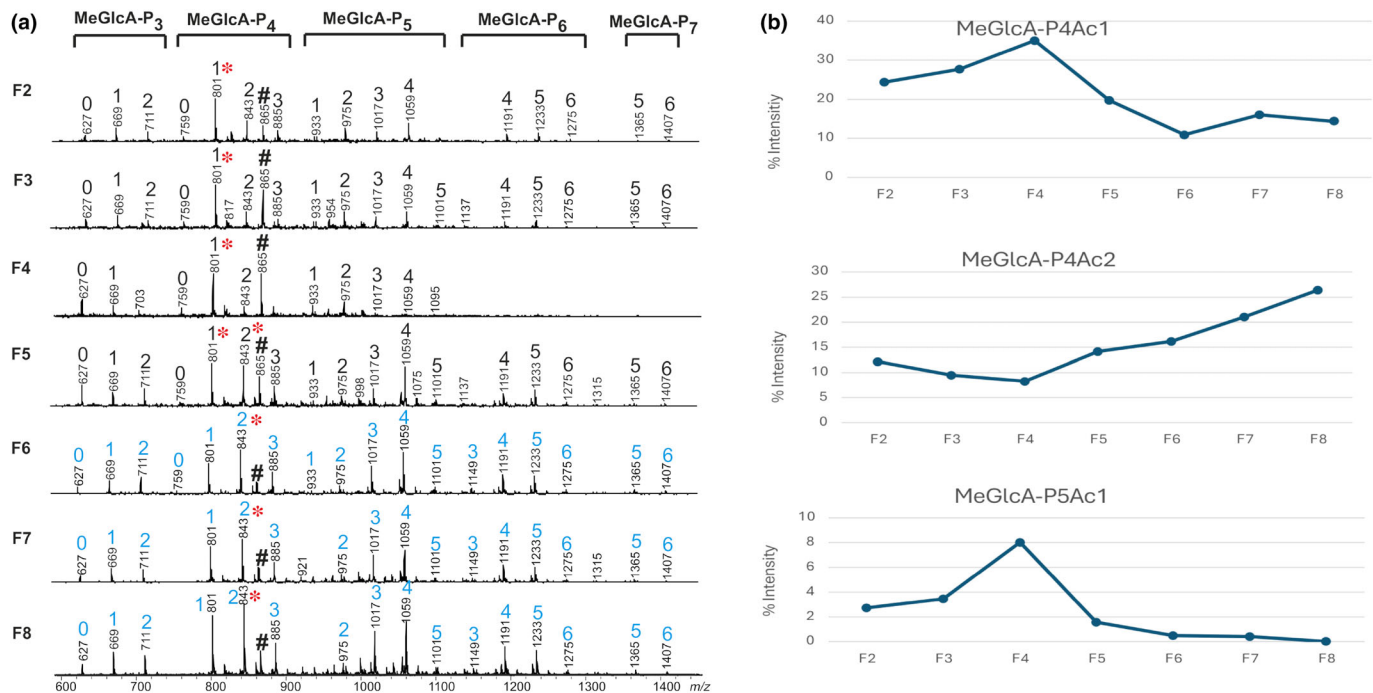 (a)
MeGlcA-P3 MeGlcA-P4 MeGlcA-P5 MeGlcA-P6 MeGlcA-P7
F2
0 1 2 0 1* 2 # 3 1 2 3 4 4 5 6 5 6
627 669 711 759 801 843 865 885 933 975 1017 1059 1191 1233 1275 1365 1407
F3
0 1 2 0 1* 2 # 3 1 2 3 4 5 4 5 6 5 6
627 669 711 759 801 817 843 865 885 933 954 975 1017 1059 1101 1137 1191 1233 1275 1365 1407
F4
0 1 0 1* 2 # 1 2 3 4
627 669 703 759 801 843 865 933 975 1017 1059 1095
F5
0 1 2 0 1* 2 * # 3 1 2 3 4 5 4 5 6 5 6
627 669 711 759 801 843 865 885 933 975 998 1017 1059 1075 1101 1137 1191 1233 1275 1315 1365 1407
F6
0 1 2 0 1 2 * # 3 1 2 3 4 5 3 4 5 6 5 6
627 669 711 759 801 843 885 933 975 1017 1059 1101 1149 1191 1233 1275 1365 1407
F7
0 1 2 1 2 * # 3 2 3 4 5 3 4 5 6 5 6
627 669 711 801 843 885 921 975 1017 1059 1101 1149 1191 1233 1275 1315 1365 1407
F8
0 1 2 1 2 * # 3 2 3 4 5 3 4 5 6 5 6
627 669 711 801 843 885 975 1017 1059 1101 1149 1191 1233 1275 1365 1407
600 700 800 900 1000 1100 1200 1300 1400 m/z
(b)
MeGlcA-P4Ac1
% Intensitiy
40
30
20
10
0
F2 F3 F4 F5 F6 F7 F8
MeGlcA-P4Ac2
% Intensity
30
25
20
15
10
5
0
F2 F3 F4 F5 F6 F7 F8
MeGlcA-P5Ac1
% Intensity
10
8
6
4
2
0
F2 F3 F4 F5 F6 F7 F8